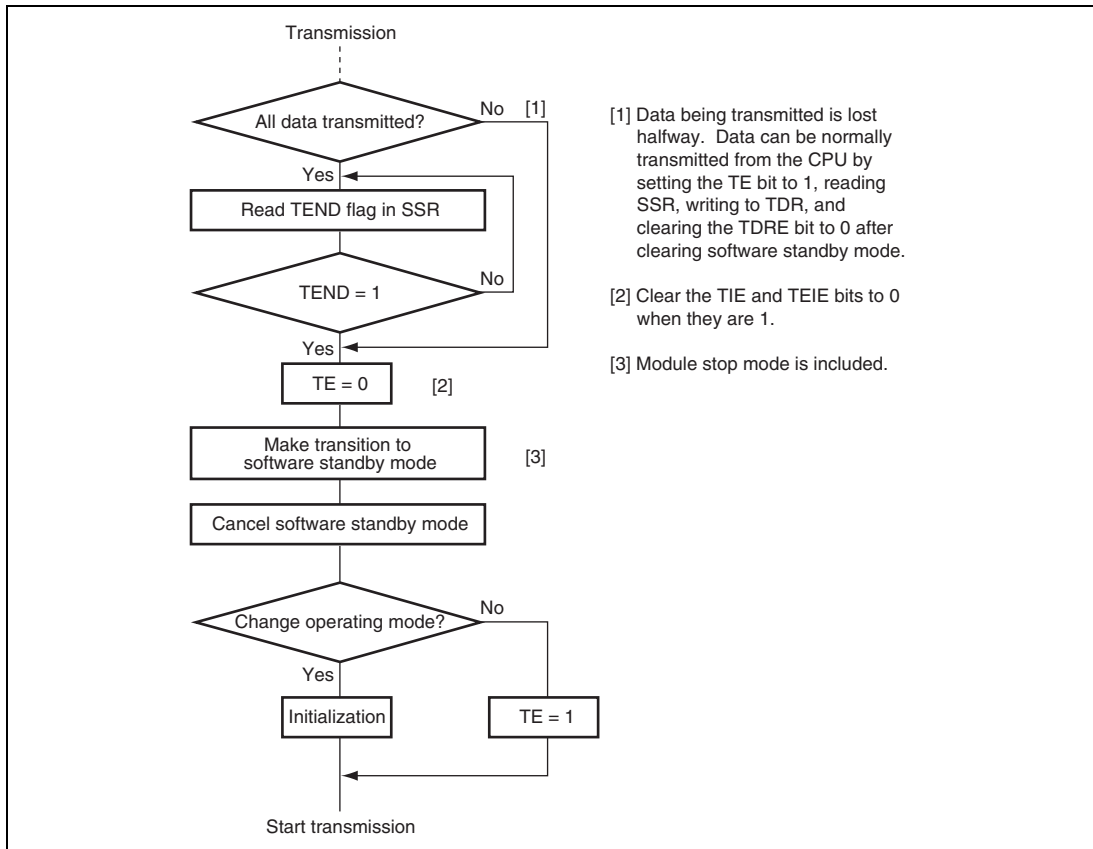 Transmission
All data transmitted?
No
[1]
Yes
Read TEND flag in SSR
TEND = 1
No
Yes
TE = 0
[2]
Make transition to
software standby mode
[3]
Cancel software standby mode
Change operating mode?
No
Yes
Initialization
TE = 1
Start transmission
[1] Data being transmitted is lost
halfway. Data can be normally
transmitted from the CPU by
setting the TE bit to 1, reading
SSR, writing to TDR, and
clearing the TDRE bit to 0 after
clearing software standby mode.
[2] Clear the TIE and TEIE bits to 0
when they are 1.
[3] Module stop mode is included.